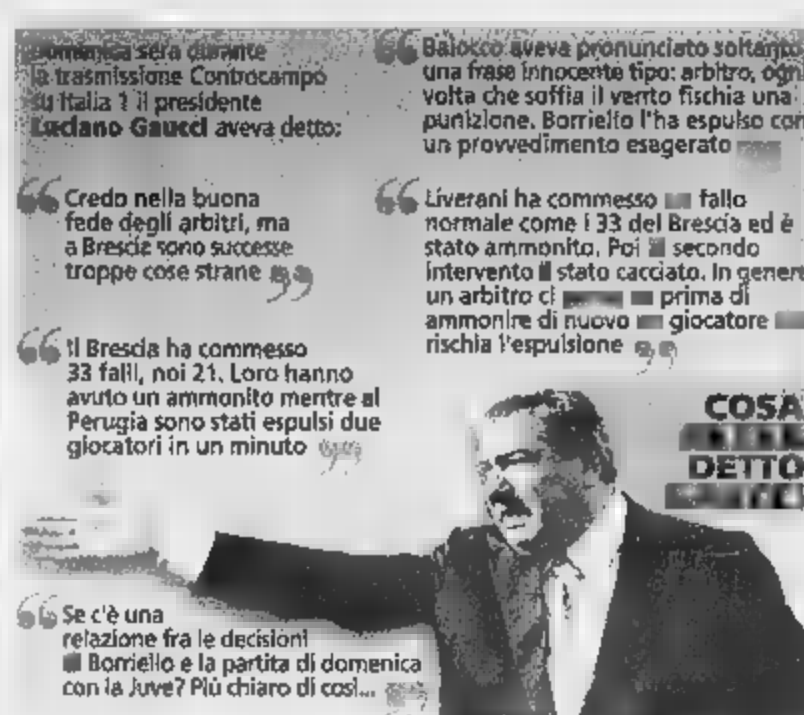 Domenica sera durante
la trasmissione Controcampo
su Italia 1 il presidente
Luciano Gaucci aveva detto:
Credo nella buona
fede degli arbitri, ma
a Brescia sono successe
troppe cose strane
Il Brescia ha commesso
33 falli, noi 21. Loro hanno
avuto un ammonito mentre al
Perugia sono stati espulsi due
giocatori in un minuto
Se c'è una
relazione fra le decisioni
Borriello e la partita di domenica
con la Juve? Più chiaro di così...
Baiocco aveva pronunciato soltanto
una frase innocente tipo: arbitro, ogni
volta che soffia il vento fischia una
punizione. Borriello l'ha espulso con
un provvedimento esagerato
Liverani ha commesso fallo
normale come i 33 del Brescia ed è
stato ammonito. Poi secondo
intervento stato cacciato. In genere
un arbitro ci prima di
ammonire di nuovo giocatore
rischia l'espulsione
COSA
DETTO